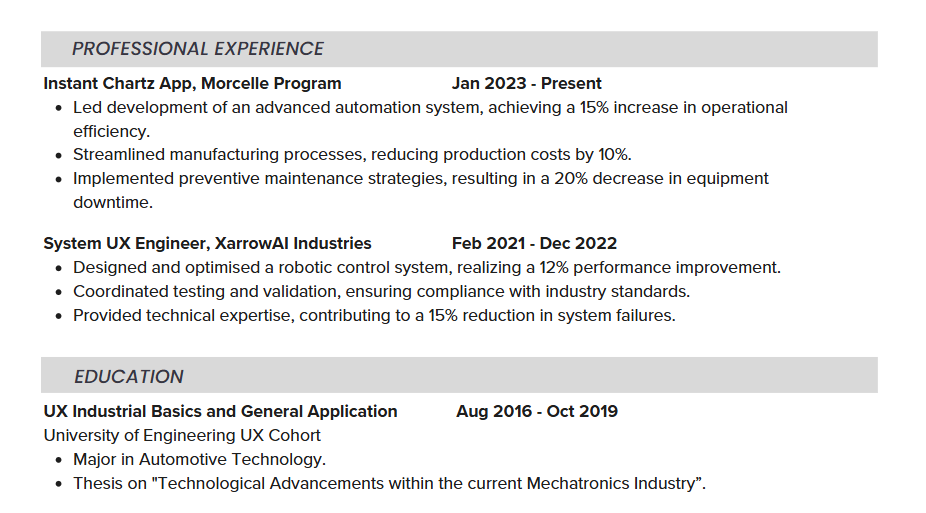 PROFESSIONAL EXPERIENCE
Instant Chartz App, Morcelle Program Jan 2023 - Present
• Led development of an advanced automation system, achieving a 15% increase in operational
efficiency.
• Streamlined manufacturing processes, reducing production costs by 10%.
• Implemented preventive maintenance strategies, resulting in a 20% decrease in equipment
downtime.
System UX Engineer, XarrowAI Industries Feb 2021 - Dec 2022
• Designed and optimised a robotic control system, realizing a 12% performance improvement.
• Coordinated testing and validation, ensuring compliance with industry standards.
• Provided technical expertise, contributing to a 15% reduction in system failures.
EDUCATION
UX Industrial Basics and General Application Aug 2016 - Oct 2019
University of Engineering UX Cohort
• Major in Automotive Technology.
• Thesis on "Technological Advancements within the current Mechatronics Industry”.